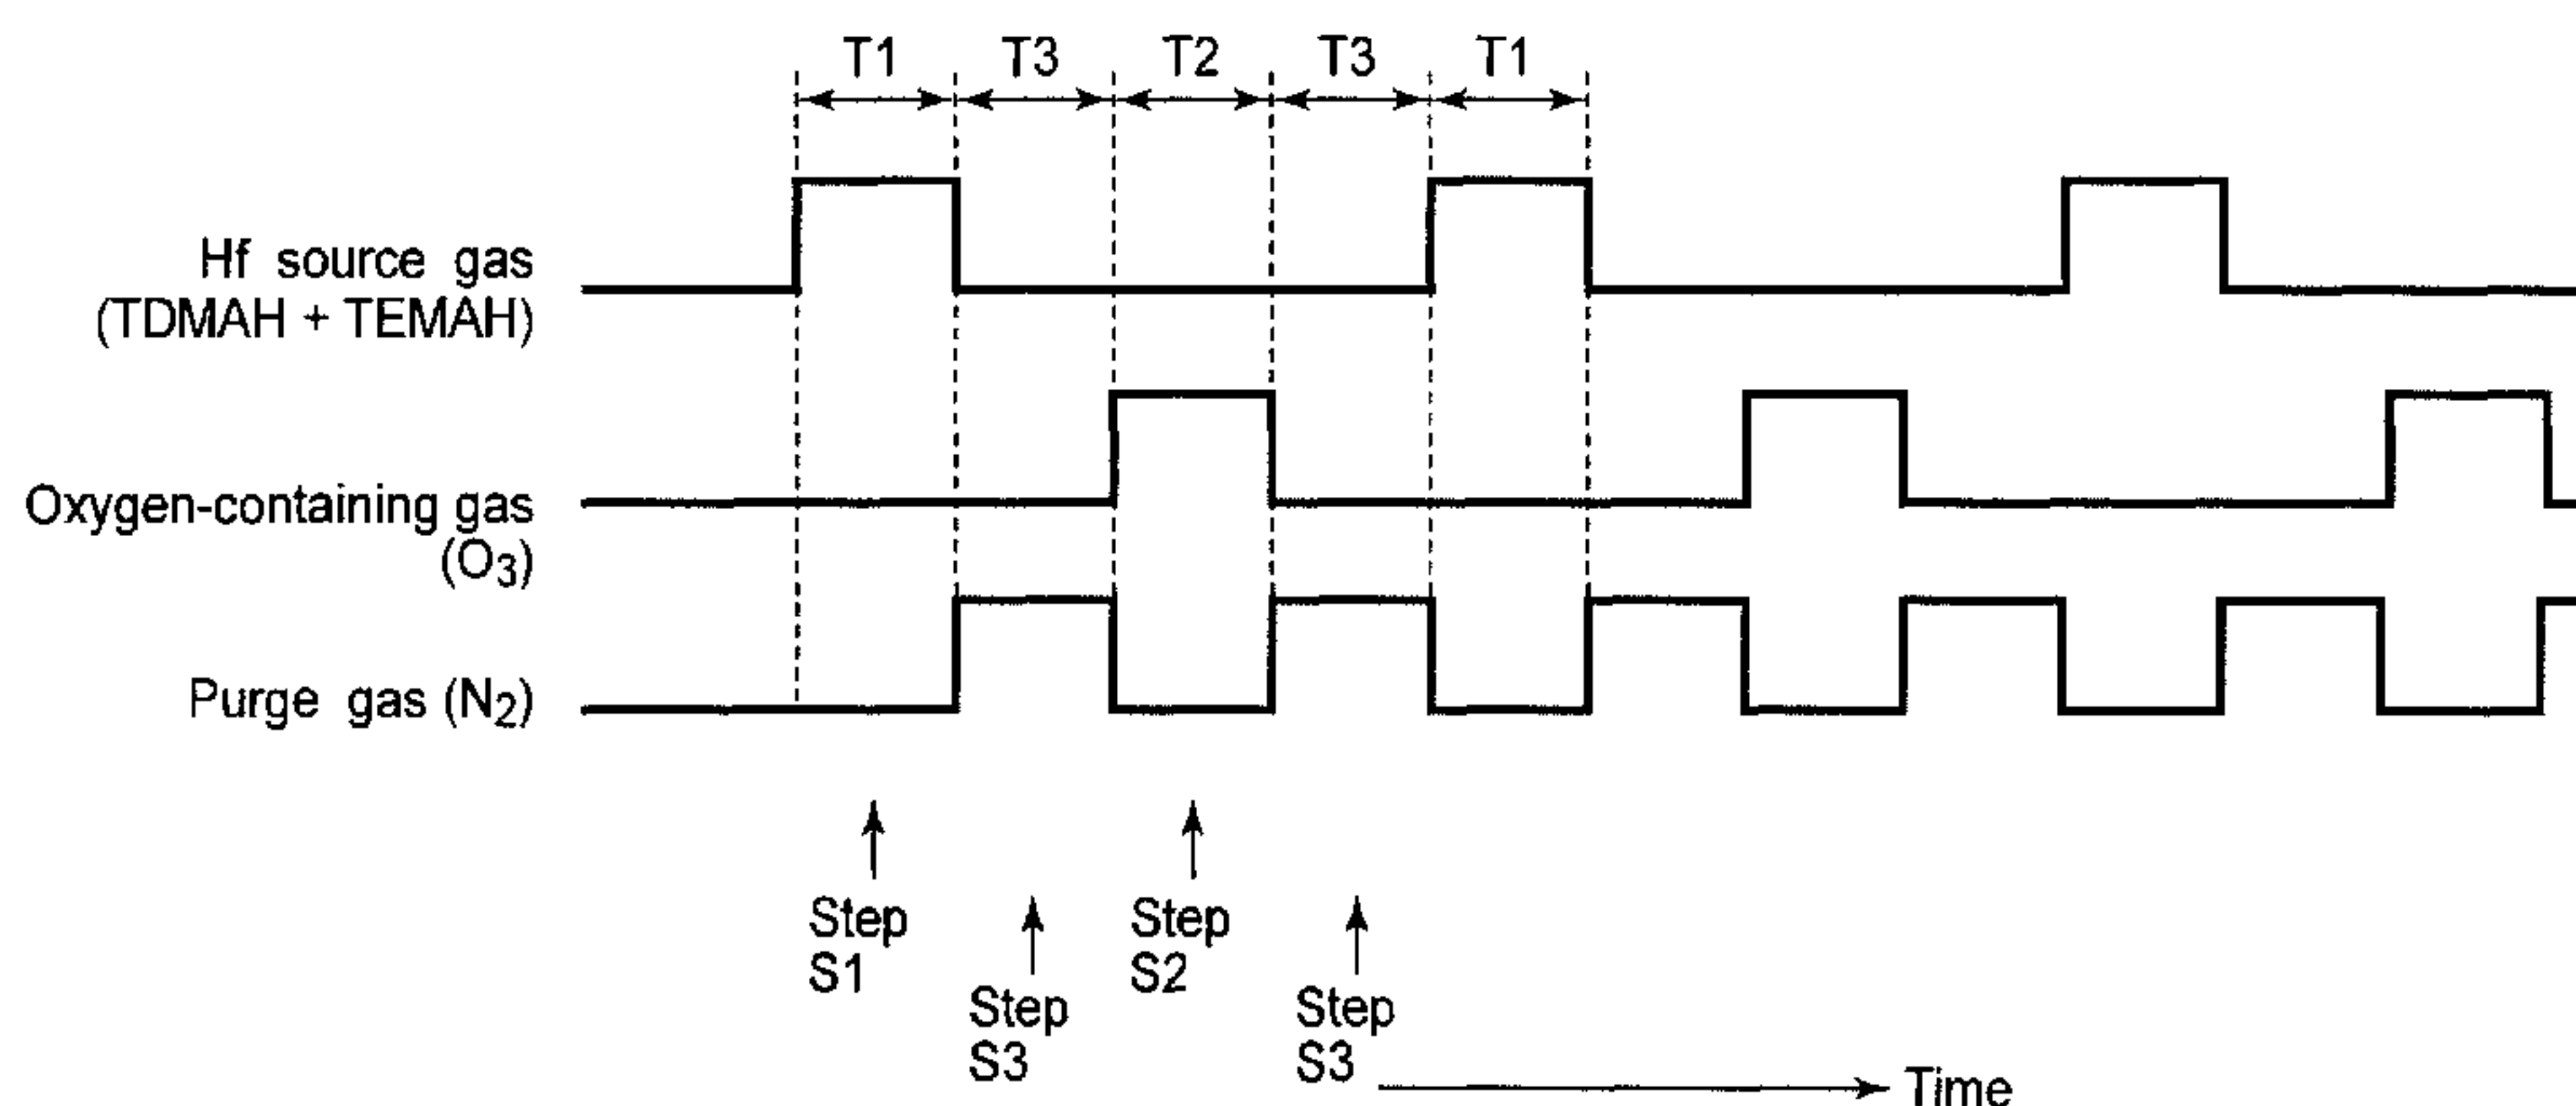 T1 T3 T2 T3 T1
Hf source gas
(TDMAH + TEMAH)
Oxygen-containing gas
(O3)
Purge gas (N2)
Step
S1
Step
S3
Step
S2
Step
S3
Time